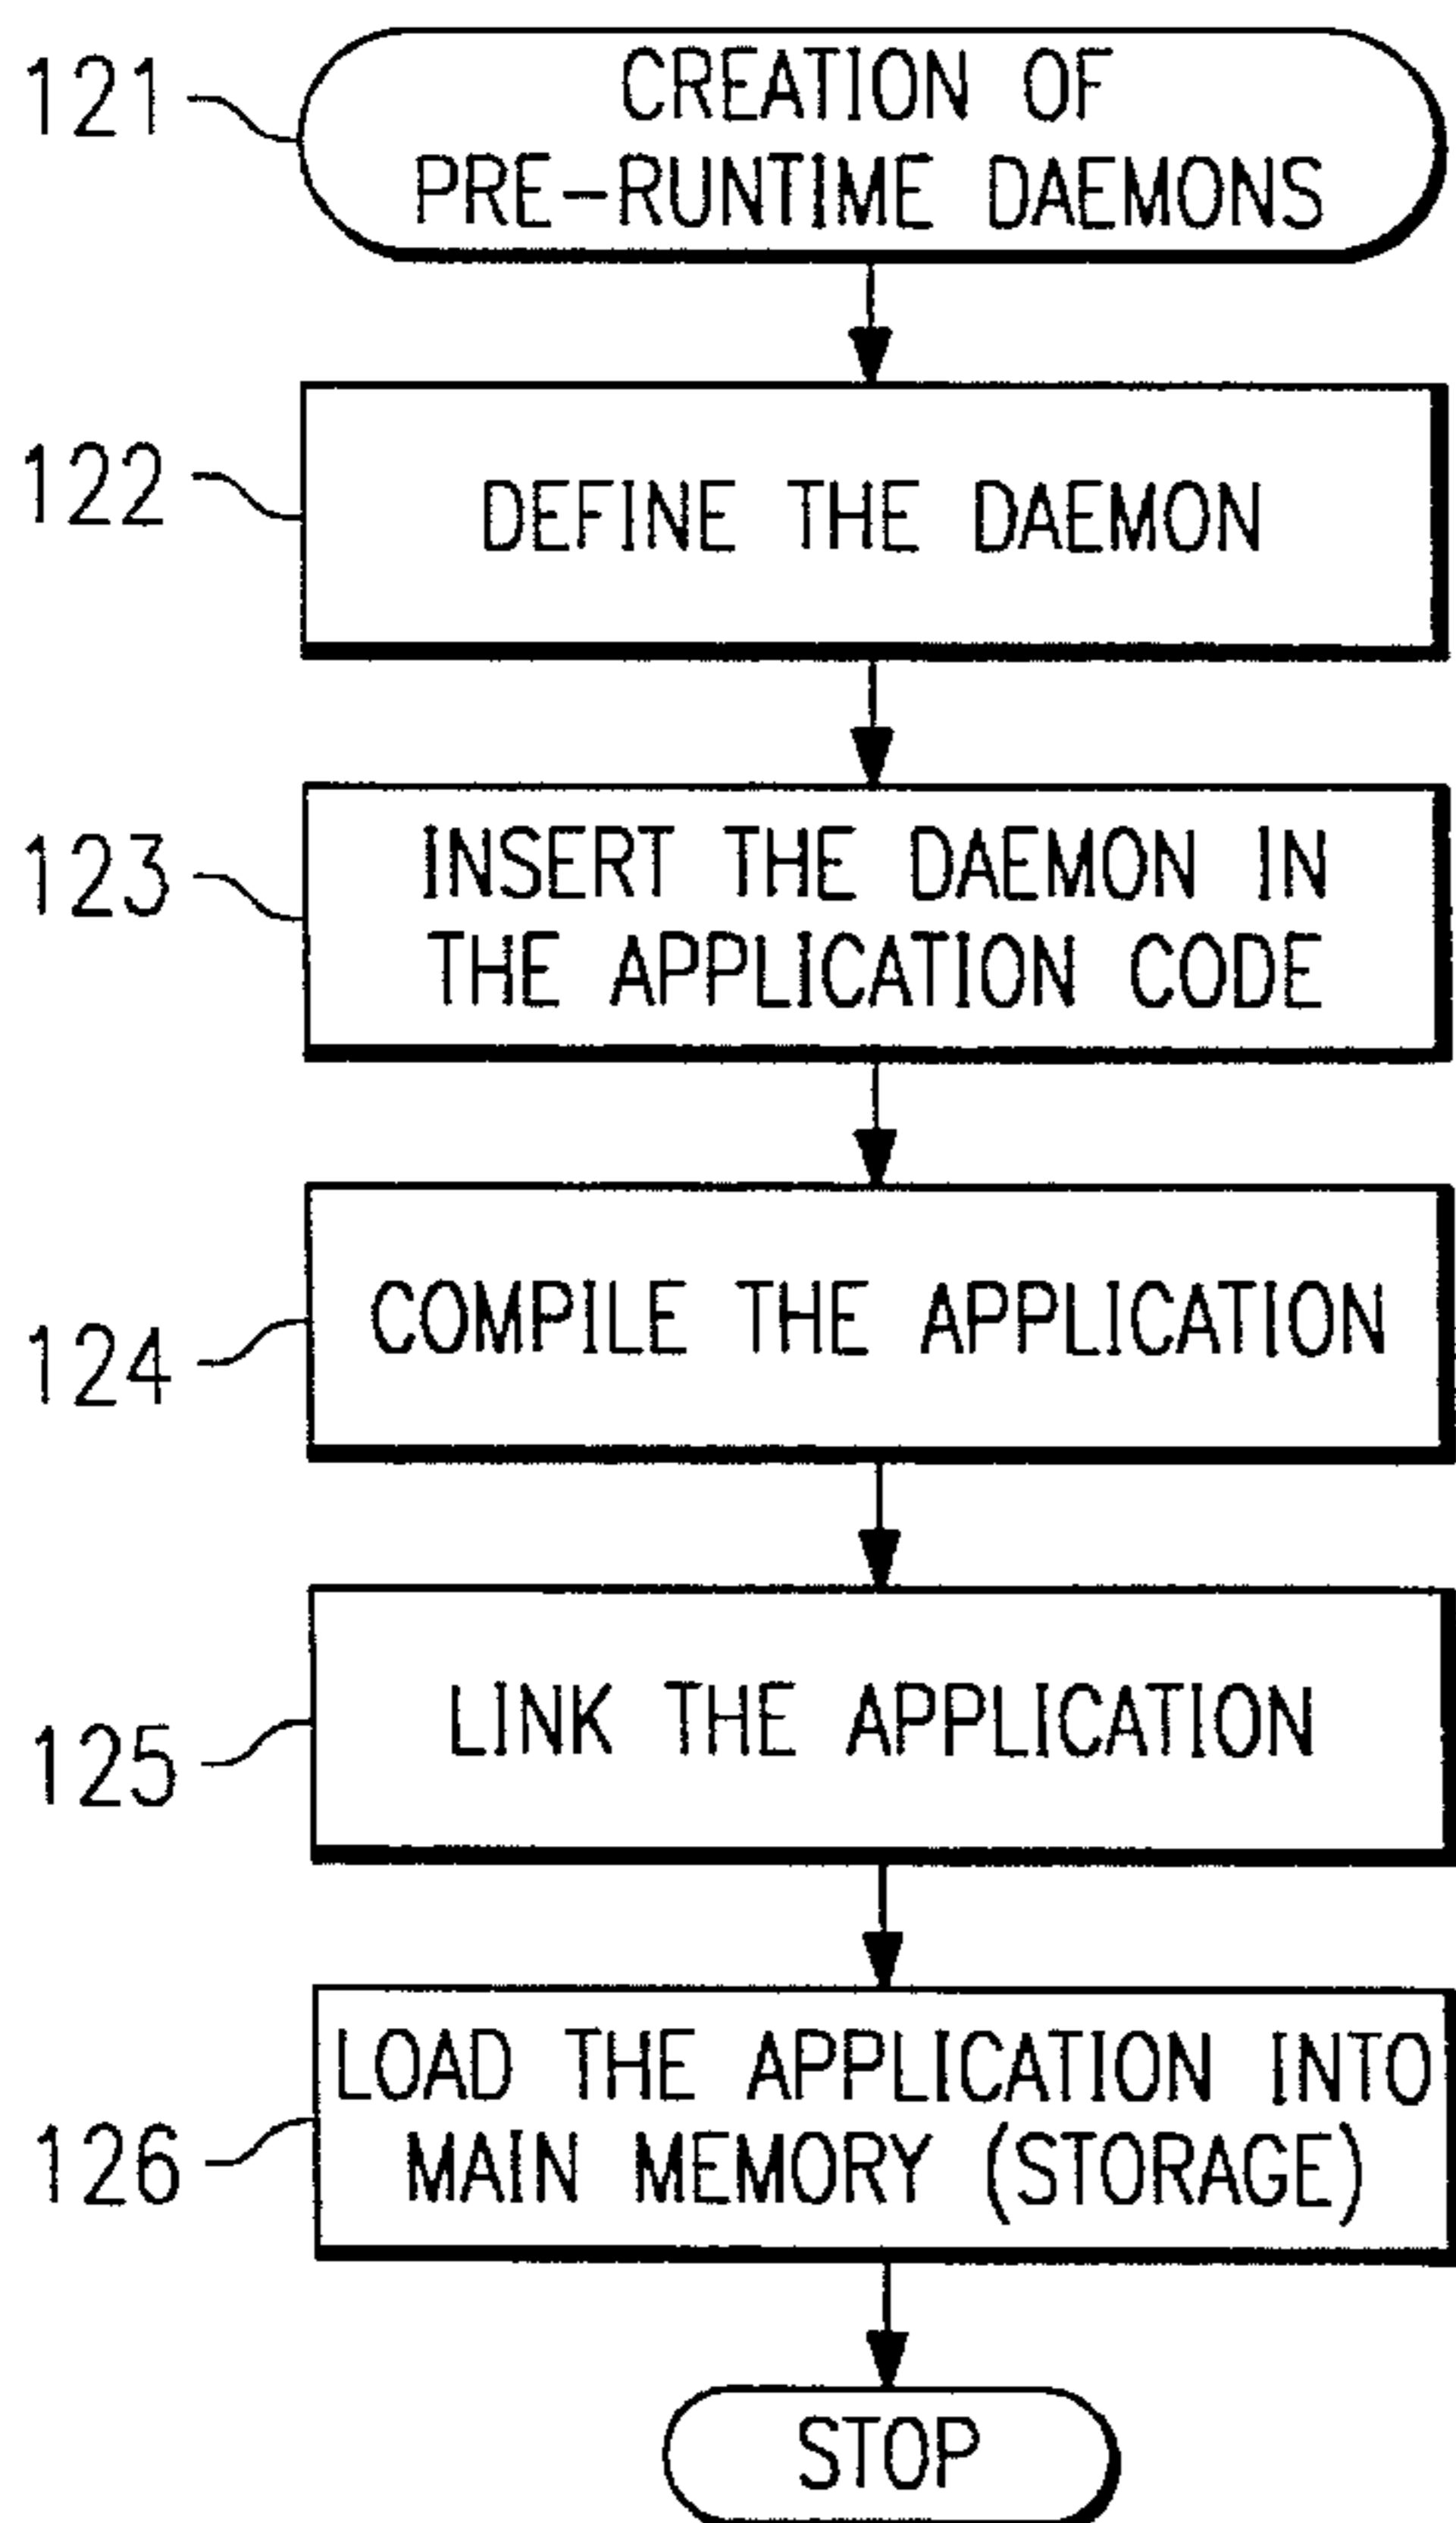 121
CREATION OF
PRE-RUNTIME DAEMONS
122
DEFINE THE DAEMON
123
INSERT THE DAEMON IN
THE APPLICATION CODE
124
COMPILE THE APPLICATION
125
LINK THE APPLICATION
126
LOAD THE APPLICATION INTO
MAIN MEMORY (STORAGE)
STOP